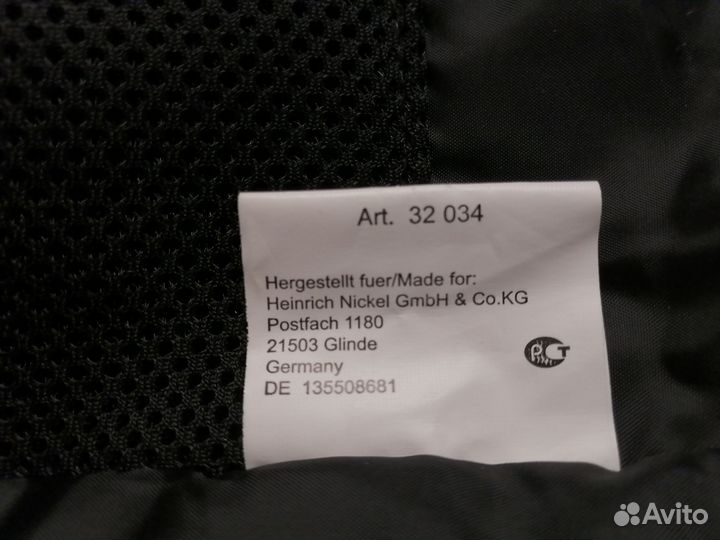 Art. 32 034
Hergestellt fuer/Made for:
Heinrich Nickel GmbH & Co.KG
Postfach 1180
21503 Glinde
Germany
DE 135508681
Avito